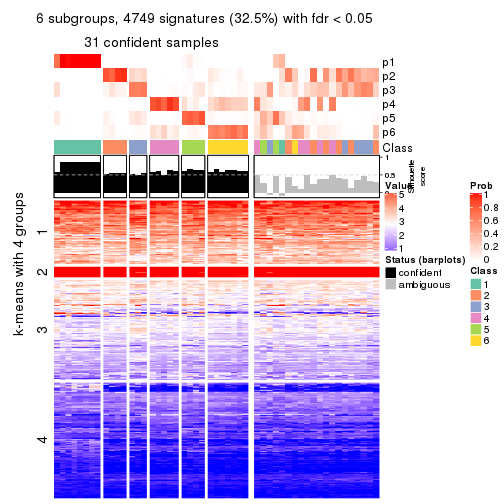 6 subgroups, 4749 signatures (32.5%) with fdr < 0.05
31 confident samples
p1
p2
p3
p4
p5
p6
Class
1
0.5
0
Silhouette
score
k-means with 4 groups
1
2
3
4
Value
5
4
3
2
1
Status (barplots)
confident
ambiguous
Prob
1
0.8
0.6
0.4
0.2
0
Class
1
2
3
4
5
6